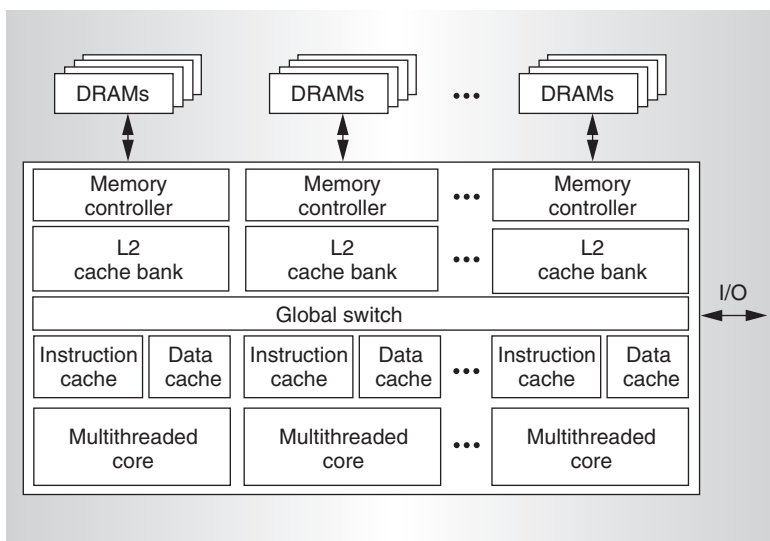 DRAMs DRAMs ••• DRAMs
Memory controller Memory controller ••• Memory controller
L2 cache bank L2 cache bank ••• L2 cache bank
I/O
Global switch
Instruction cache Data cache Instruction cache Data cache ••• Instruction cache Data cache
Multithreaded core Multithreaded core ••• Multithreaded core